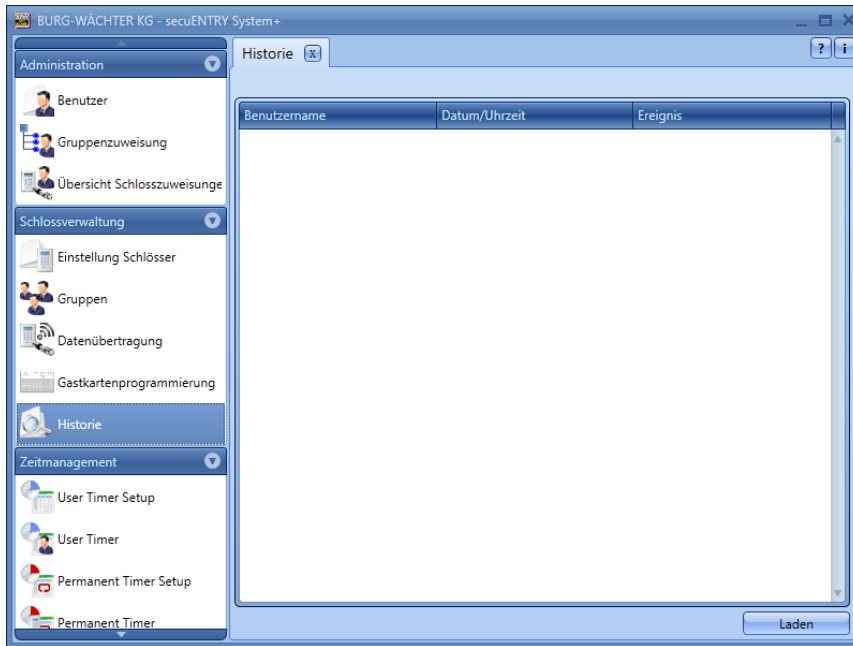 BURG-WÄCHTER KG - secuENTRY System+
Administration
Benutzer
Gruppenzuweisung
Übersicht Schlosszuweisunge
Schlossverwaltung
Einstellung Schlösser
Gruppen
Datenübertragung
Gastkartenprogrammierung
Historie
Zeitmanagement
User Timer Setup
User Timer
Permanent Timer Setup
Permanent Timer
Historie x
? i
Benutzername Datum/Uhrzeit Ereignis
Laden